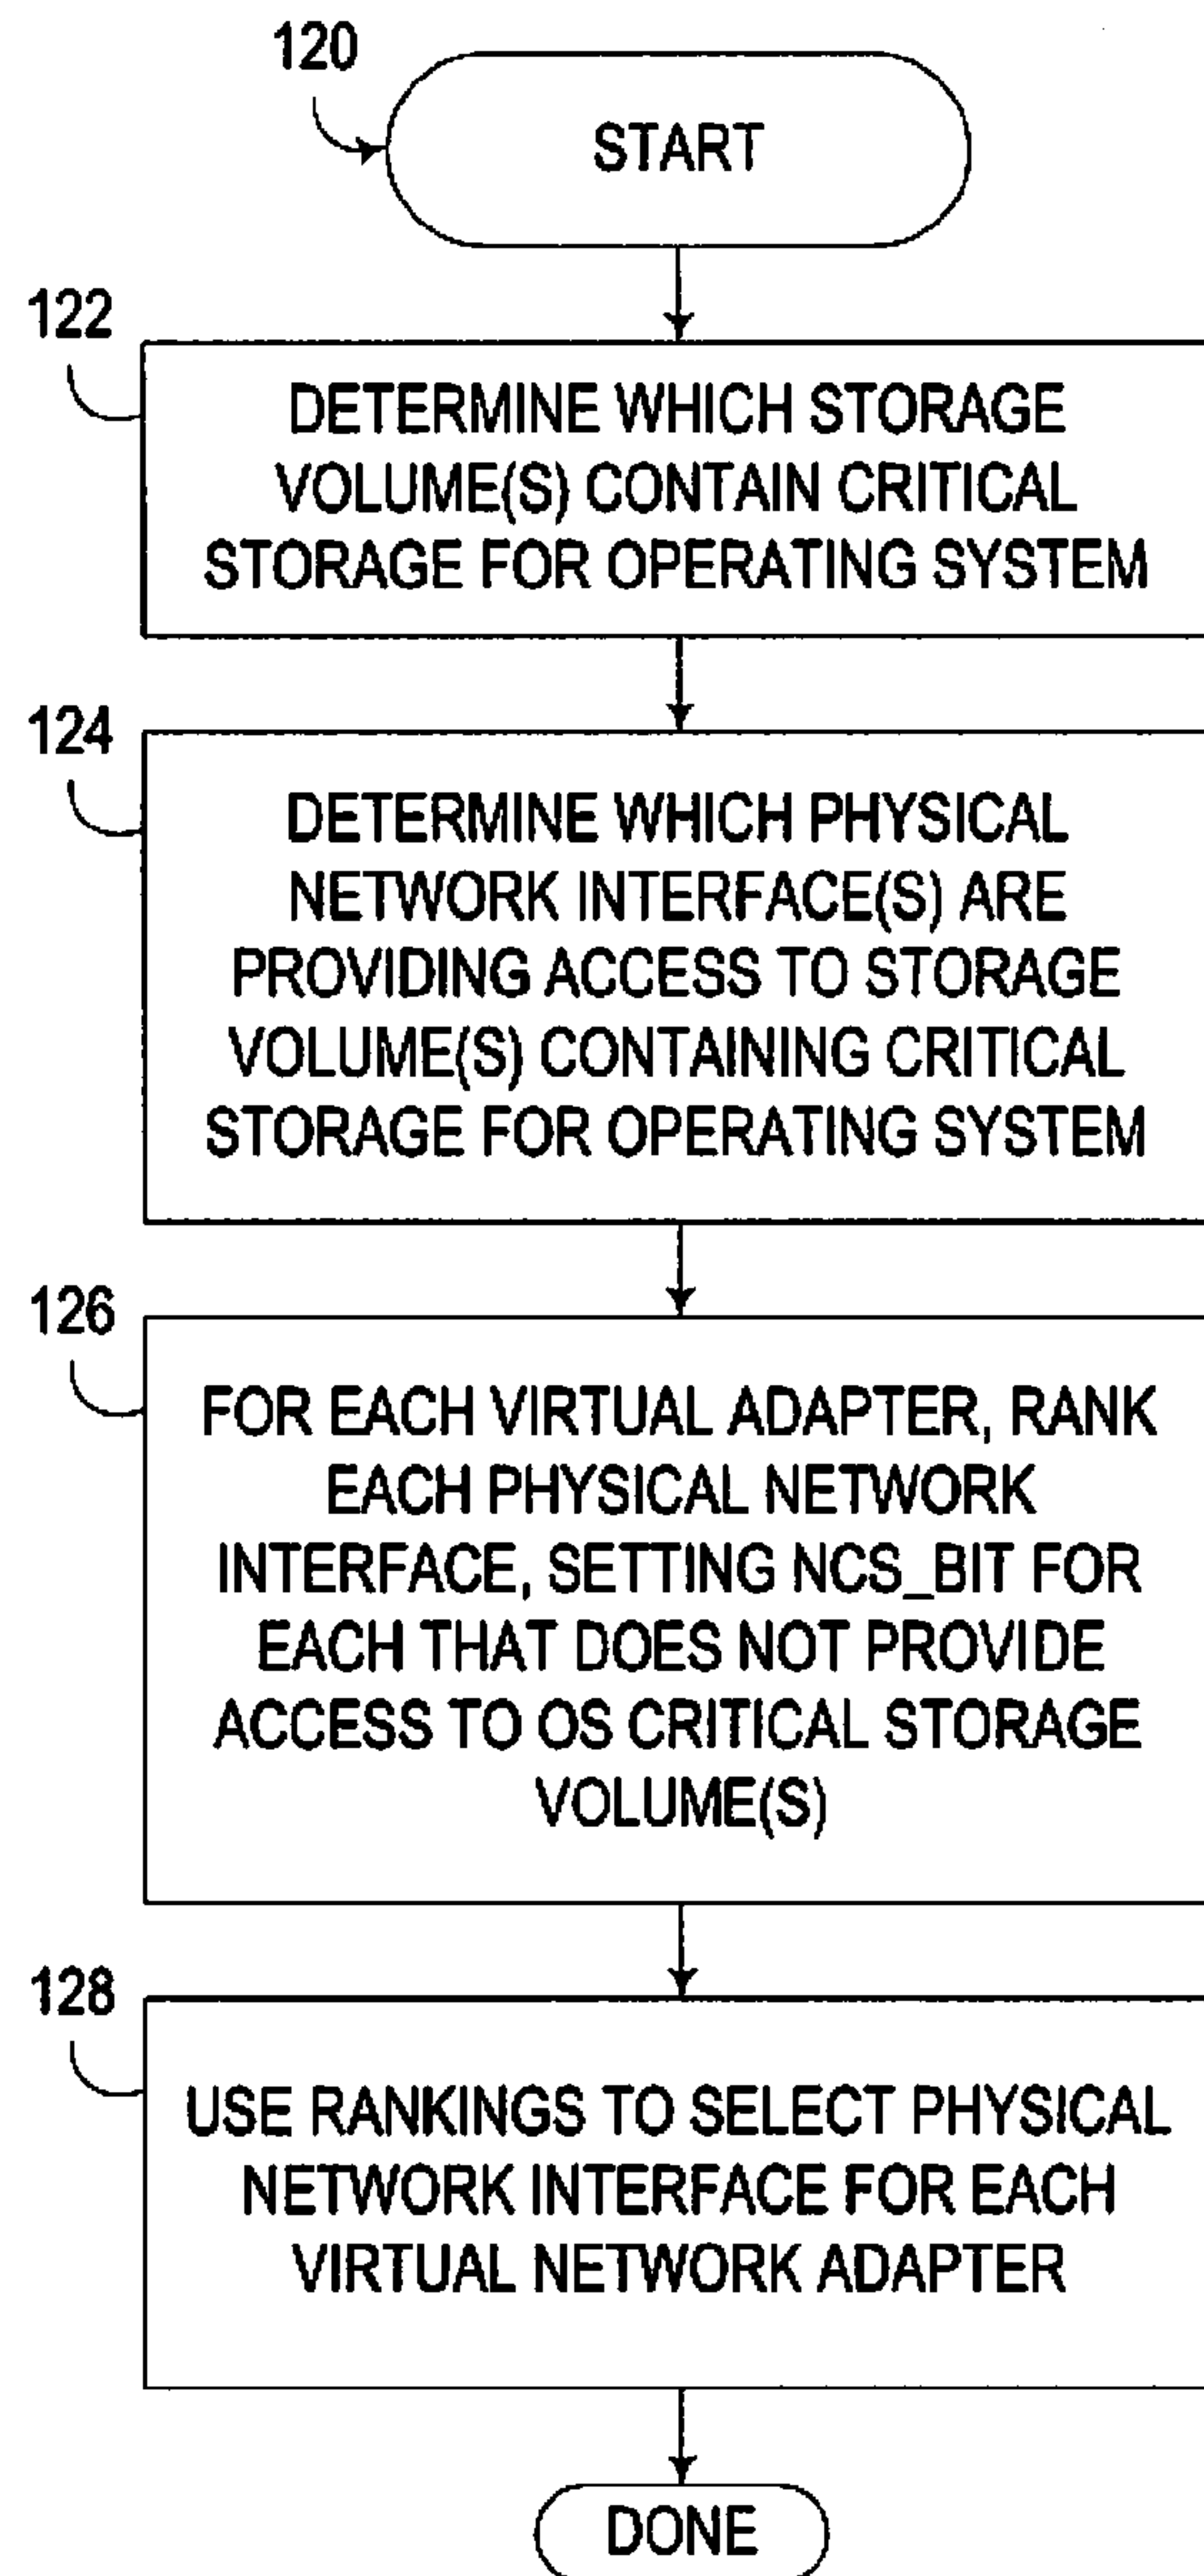 120
START
122
DETERMINE WHICH STORAGE
VOLUME(S) CONTAIN CRITICAL
STORAGE FOR OPERATING SYSTEM
124
DETERMINE WHICH PHYSICAL
NETWORK INTERFACE(S) ARE
PROVIDING ACCESS TO STORAGE
VOLUME(S) CONTAINING CRITICAL
STORAGE FOR OPERATING SYSTEM
126
FOR EACH VIRTUAL ADAPTER, RANK
EACH PHYSICAL NETWORK
INTERFACE, SETTING NCS_BIT FOR
EACH THAT DOES NOT PROVIDE
ACCESS TO OS CRITICAL STORAGE
VOLUME(S)
128
USE RANKINGS TO SELECT PHYSICAL
NETWORK INTERFACE FOR EACH
VIRTUAL NETWORK ADAPTER
DONE